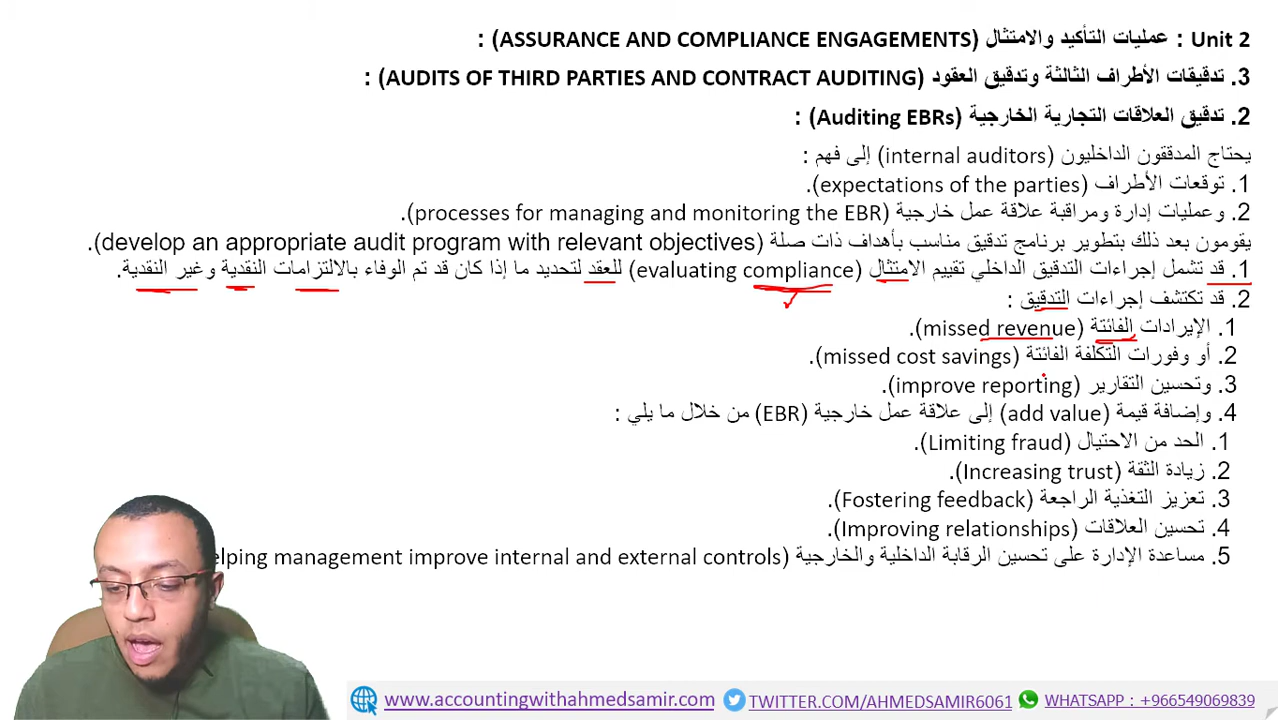 Unit 2 : عمليات التأكيد والامتثال (ASSURANCE AND COMPLIANCE ENGAGEMENTS) :
3. تدقيقات الأطراف الثالثة وتدقيق العقود (AUDITS OF THIRD PARTIES AND CONTRACT AUDITING) :
2. تدقيق العلاقات التجارية الخارجية (Auditing EBRs) :
يحتاج المدققون الداخليون (internal auditors) إلى فهم :
1. توقعات الأطراف (expectations of the parties).
2. وعمليات إدارة ومراقبة علاقة عمل خارجية (processes for managing and monitoring the EBR).
يقومون بعد ذلك بتطوير برنامج تدقيق مناسب بأهداف ذات صلة (develop an appropriate audit program with relevant objectives).
1. قد تشمل إجراءات التدقيق الداخلي تقييم الامتثال (evaluating compliance) للعقد لتحديد ما إذا كان قد تم الوفاء بالالتزامات النقدية وغير النقدية.
2. قد تكتشف إجراءات التدقيق :
1. الإيرادات الفائتة (missed revenue).
2. أو وفورات التكلفة الفائتة (missed cost savings).
3. وتحسين التقارير (improve reporting).
4. وإضافة قيمة (add value) إلى علاقة عمل خارجية (EBR) من خلال ما يلي :
1. الحد من الاحتيال (Limiting fraud).
2. زيادة الثقة (Increasing trust).
3. تعزيز التغذية الراجعة (Fostering feedback).
4. تحسين العلاقات (Improving relationships).
5. مساعدة الإدارة على تحسين الرقابة الداخلية والخارجية (elping management improve internal and external controls)
www.accountingwithahmedsamir.com TWITTER.COM/AHMEDSAMIR6061 WHATSAPP : +966549069839